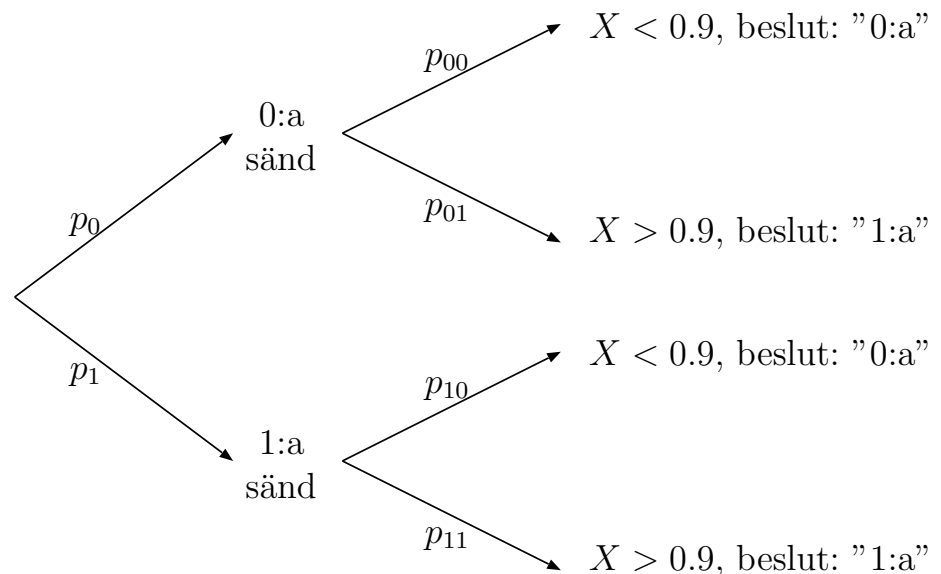 X < 0.9, beslut: ”0:a”
p₀₀
0:a
sänd
p₀₁
p₀
X > 0.9, beslut: ”1:a”
X < 0.9, beslut: ”0:a”
p₁
p₁₀
1:a
sänd
p₁₁
X > 0.9, beslut: ”1:a”